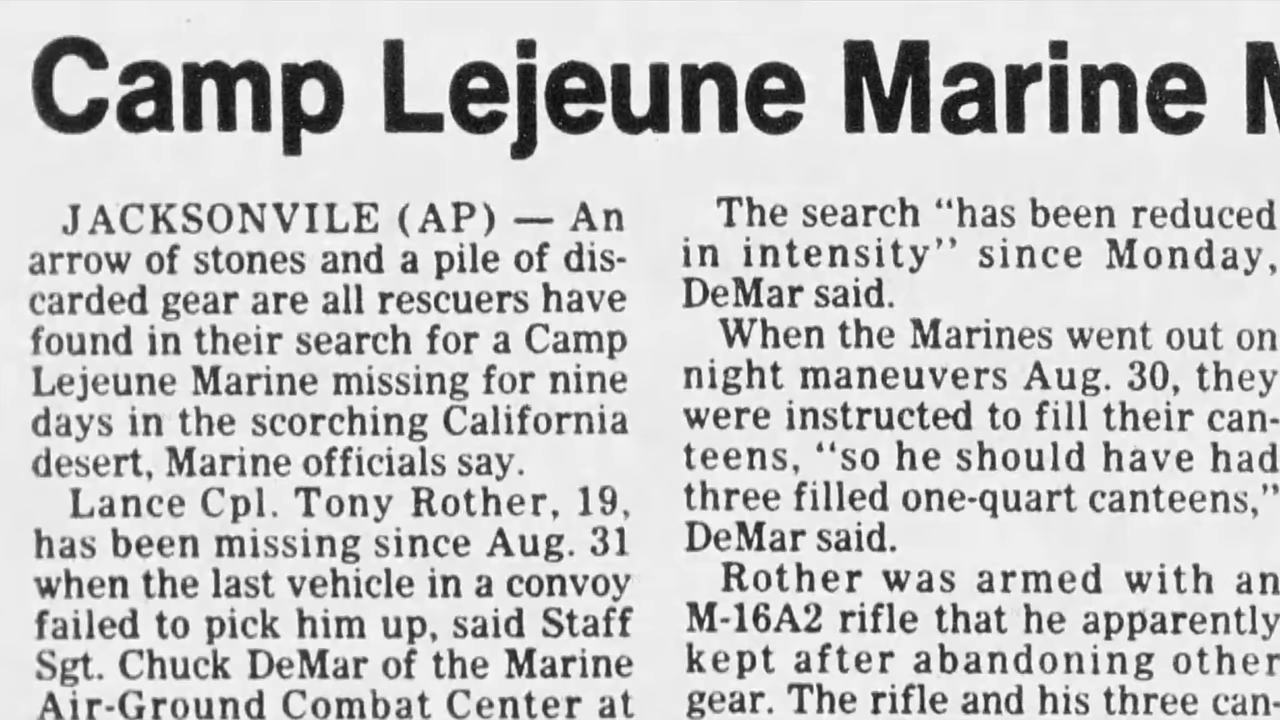 Camp Lejeune Marine
JACKSONVILE (AP) — An
arrow of stones and a pile of dis-
carded gear are all rescuers have
found in their search for a Camp
Lejeune Marine missing for nine
days in the scorching California
desert, Marine officials say.
Lance Cpl. Tony Rother, 19,
has been missing since Aug. 31
when the last vehicle in a convoy
failed to pick him up, said Staff
Sgt. Chuck DeMar of the Marine
Air-Ground Combat Center at
The search “has been reduced
in intensity” since Monday,
DeMar said.
When the Marines went out on
night maneuvers Aug. 30, they
were instructed to fill their can-
teens, “so he should have had
three filled one-quart canteens,”
DeMar said.
Rother was armed with an
M-16A2 rifle that he apparently
kept after abandoning other
gear. The rifle and his three can-